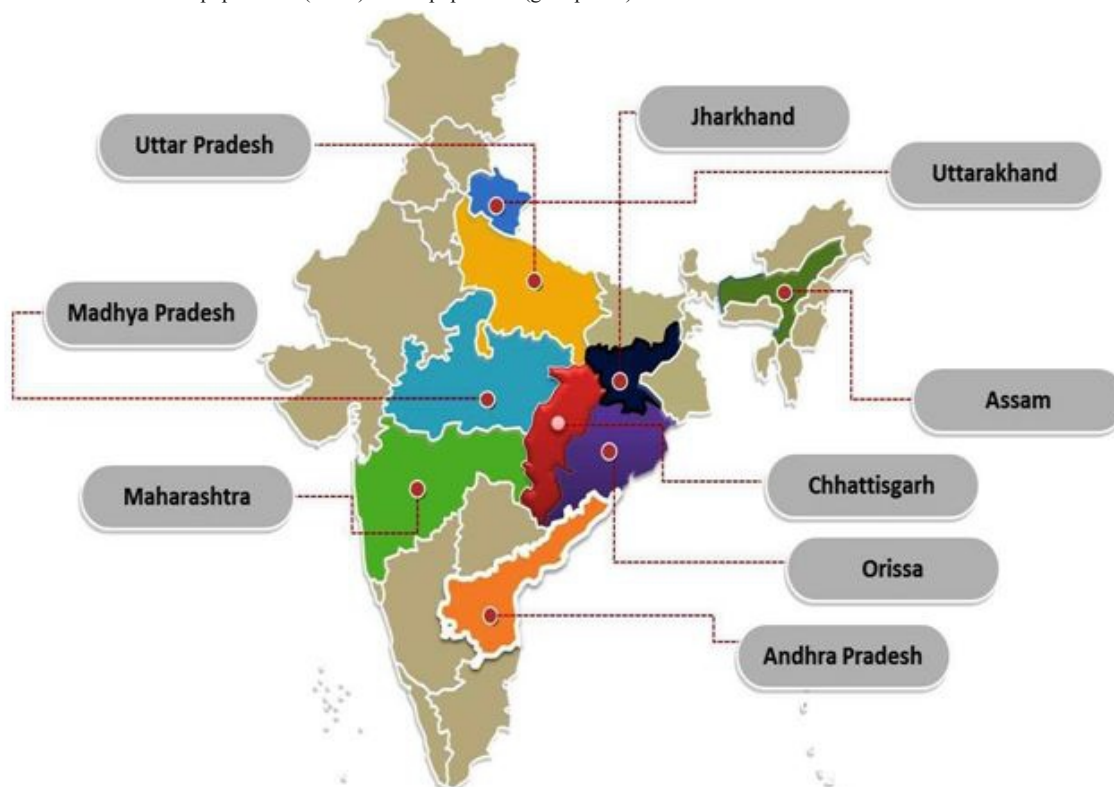 Jharkhand
Uttar Pradesh
Uttarakhand
Madhya Pradesh
Assam
Chhattisgarh
Maharashtra
Orissa
Andhra Pradesh